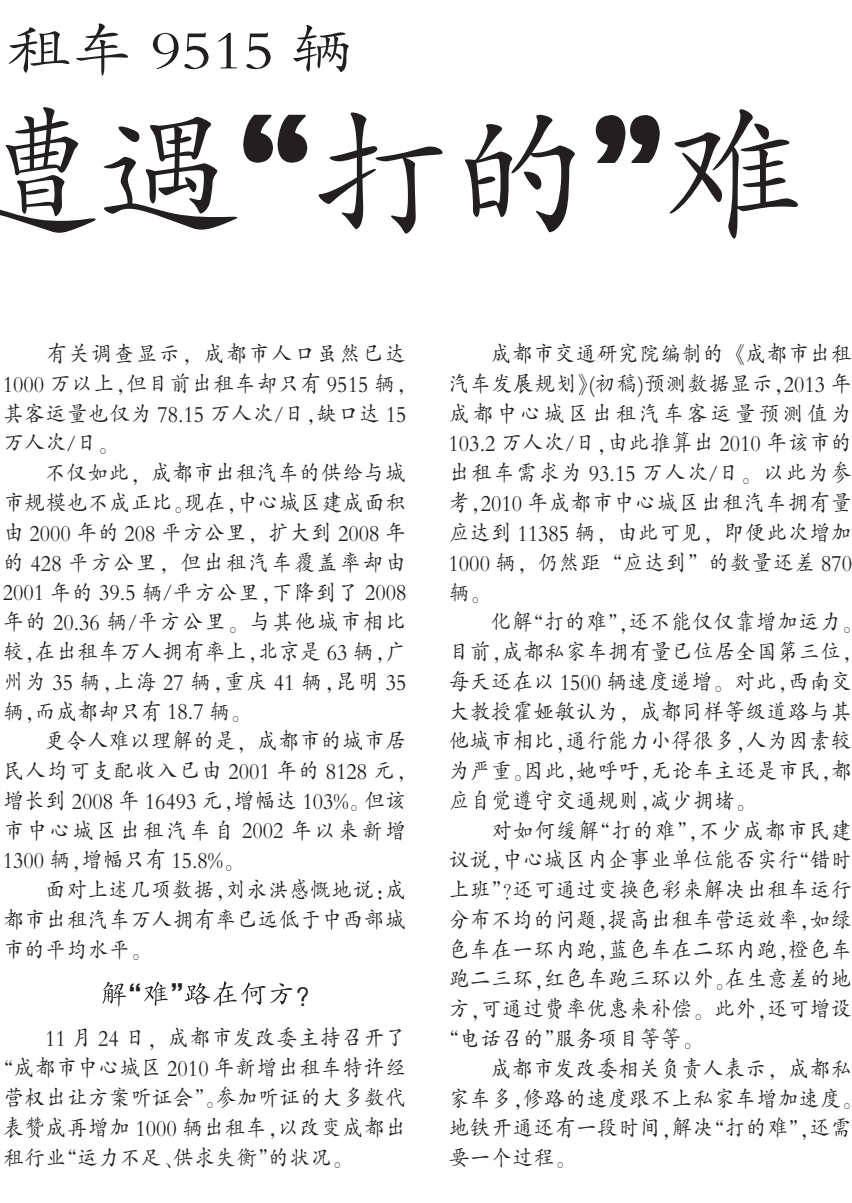 租车 9515 辆
遭遇“打的”难
有关调查显示，成都市人口虽然已达
1000 万以上，但目前出租车却只有 9515 辆，
其客运量也仅为 78.15 万人次/日，缺口达 15
万人次/日。
不仅如此，成都市出租汽车的供给与城
市规模也不成正比。现在，中心城区建成面积
由 2000 年的 208 平方公里，扩大到 2008 年
的 428 平方公里，但出租汽车覆盖率却由
2001 年的 39.5 辆/平方公里，下降到了 2008
年的 20.36 辆/平方公里。与其他城市相比
较，在出租车万人拥有率上，北京是 63 辆，广
州为 35 辆，上海 27 辆，重庆 41 辆，昆明 35
辆，而成都却只有 18.7 辆。
更令人难以理解的是，成都市的城市居
民人均可支配收入已由 2001 年的 8128 元，
增长到 2008 年 16493 元，增幅达 103%。但该
市中心城区出租汽车自 2002 年以来新增
1300 辆，增幅只有 15.8%。
面对上述几项数据，刘永洪感慨地说：成
都市出租汽车万人拥有率已远低于中西部城
市的平均水平。
解“难”路在何方？
11 月 24 日，成都市发改委主持召开了
“成都市中心城区 2010 年新增出租车特许经
营权出让方案听证会”。参加听证的大多数代
表赞成再增加 1000 辆出租车，以改变成都出
租行业“运力不足、供求失衡”的状况。
成都市交通研究院编制的《成都市出租
汽车发展规划》(初稿)预测数据显示，2013 年
成都中心城区出租汽车客运量预测值为
103.2 万人次/日，由此推算出 2010 年该市的
出租车需求为 93.15 万人次/日。以此为参
考，2010 年成都市中心城区出租汽车拥有量
应达到 11385 辆，由此可见，即便此次增加
1000 辆，仍然距“应达到”的数量还差 870
辆。
化解“打的难”，还不能仅仅靠增加运力。
目前，成都私家车拥有量已位居全国第三位，
每天还在以 1500 辆速度递增。对此，西南交
大教授霍娅敏认为，成都同样等级道路与其
他城市相比，通行能力小得很多，人为因素较
为严重。因此，她呼吁，无论车主还是市民，都
应自觉遵守交通规则，减少拥堵。
对如何缓解“打的难”，不少成都市民建
议说，中心城区内企事业单位能否实行“错时
上班”？还可通过变换色彩来解决出租车运行
分布不均的问题，提高出租车营运效率，如绿
色车在一环内跑，蓝色车在二环内跑，橙色车
跑二三环，红色车跑三环以外。在生意差的地
方，可通过费率优惠来补偿。此外，还可增设
“电话召的”服务项目等等。
成都市发改委相关负责人表示，成都私
家车多，修路的速度跟不上私家车增加速度。
地铁开通还有一段时间，解决“打的难”，还需
要一个过程。